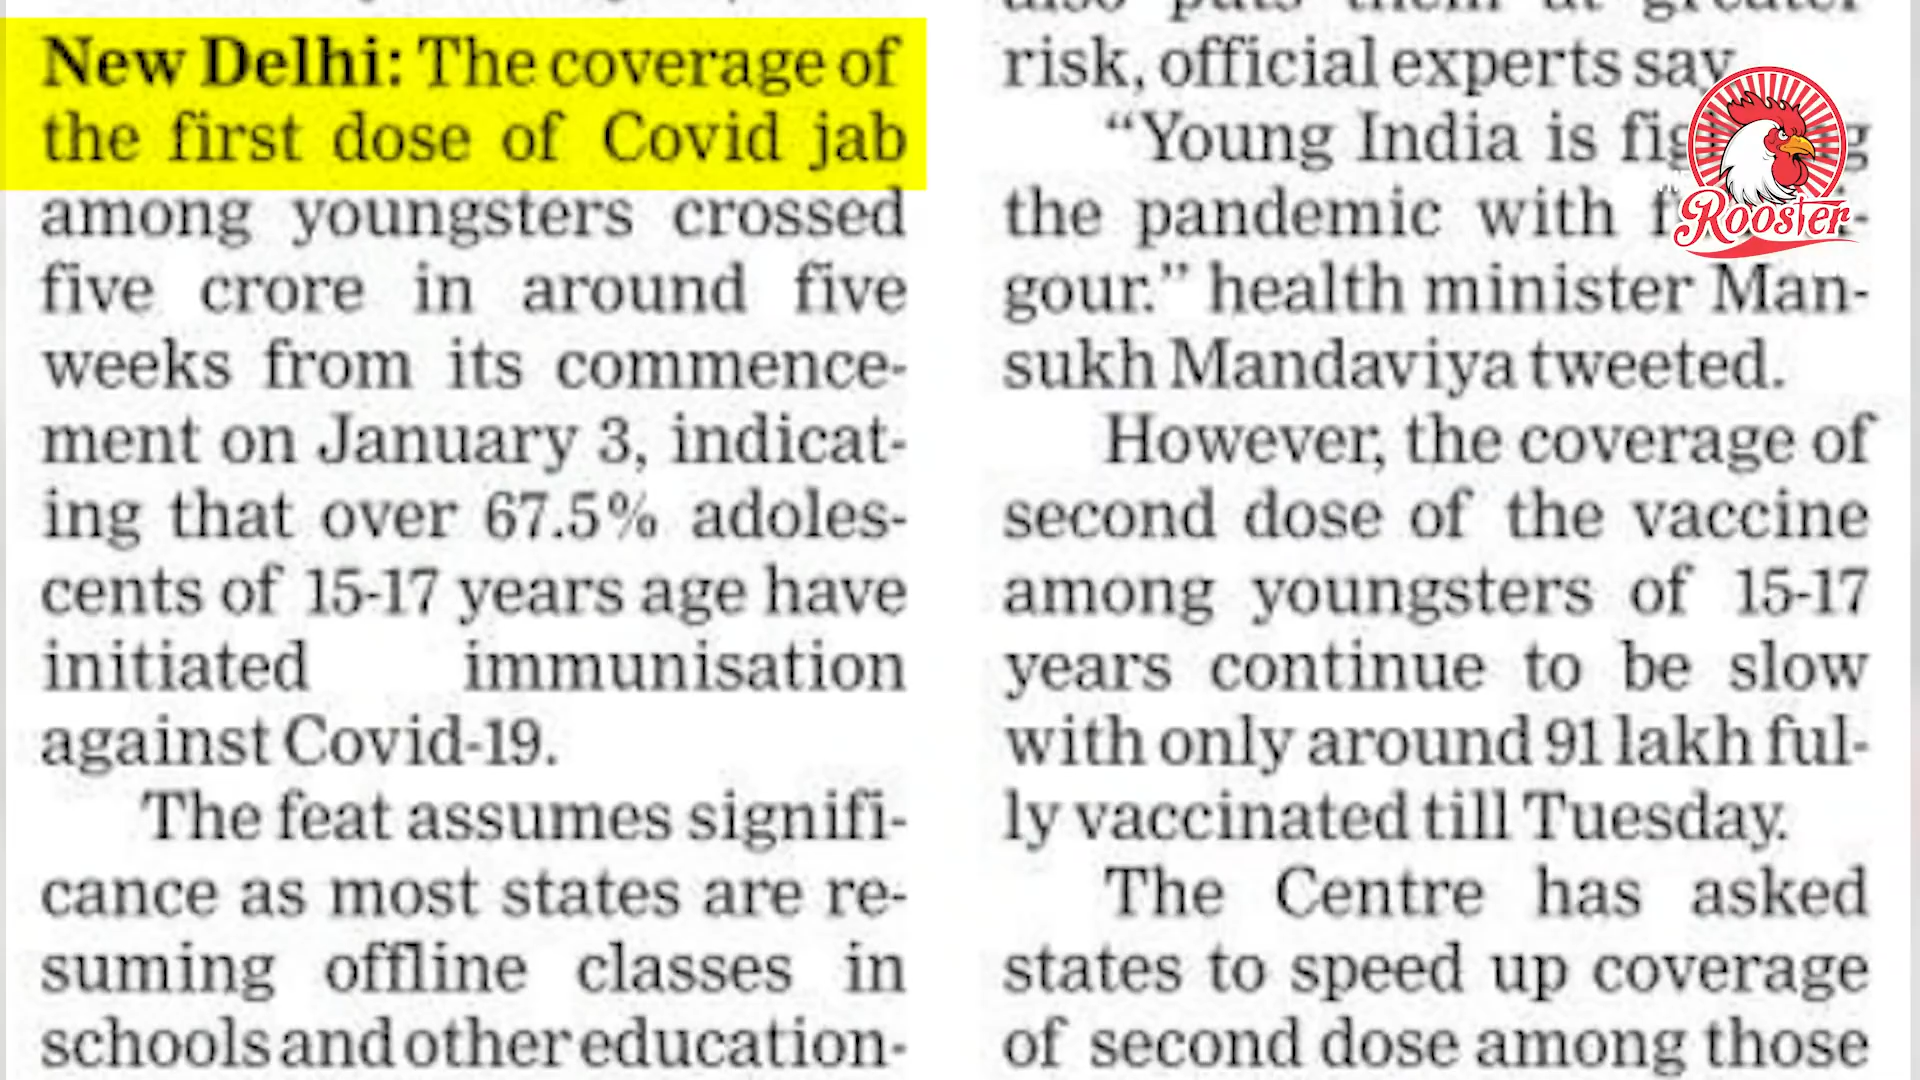 New Delhi: The coverage of
the first dose of Covid jab
among youngsters crossed
five crore in around five
weeks from its commence-
ment on January 3, indicat-
ing that over 67.5% adoles-
cents of 15-17 years age have
initiated immunisation
against Covid-19.
The feat assumes signifi-
cance as most states are re-
suming offline classes in
schools and other education-
also puts them at greater
risk, official experts say.
“Young India is
the pandemic with
gour.” health minister Man-
sukh Mandaviya tweeted.
However, the coverage of
second dose of the vaccine
among youngsters of 15-17
years continue to be slow
with only around 91 lakh ful-
ly vaccinated till Tuesday.
The Centre has asked
states to speed up coverage
of second dose among those
Rooster